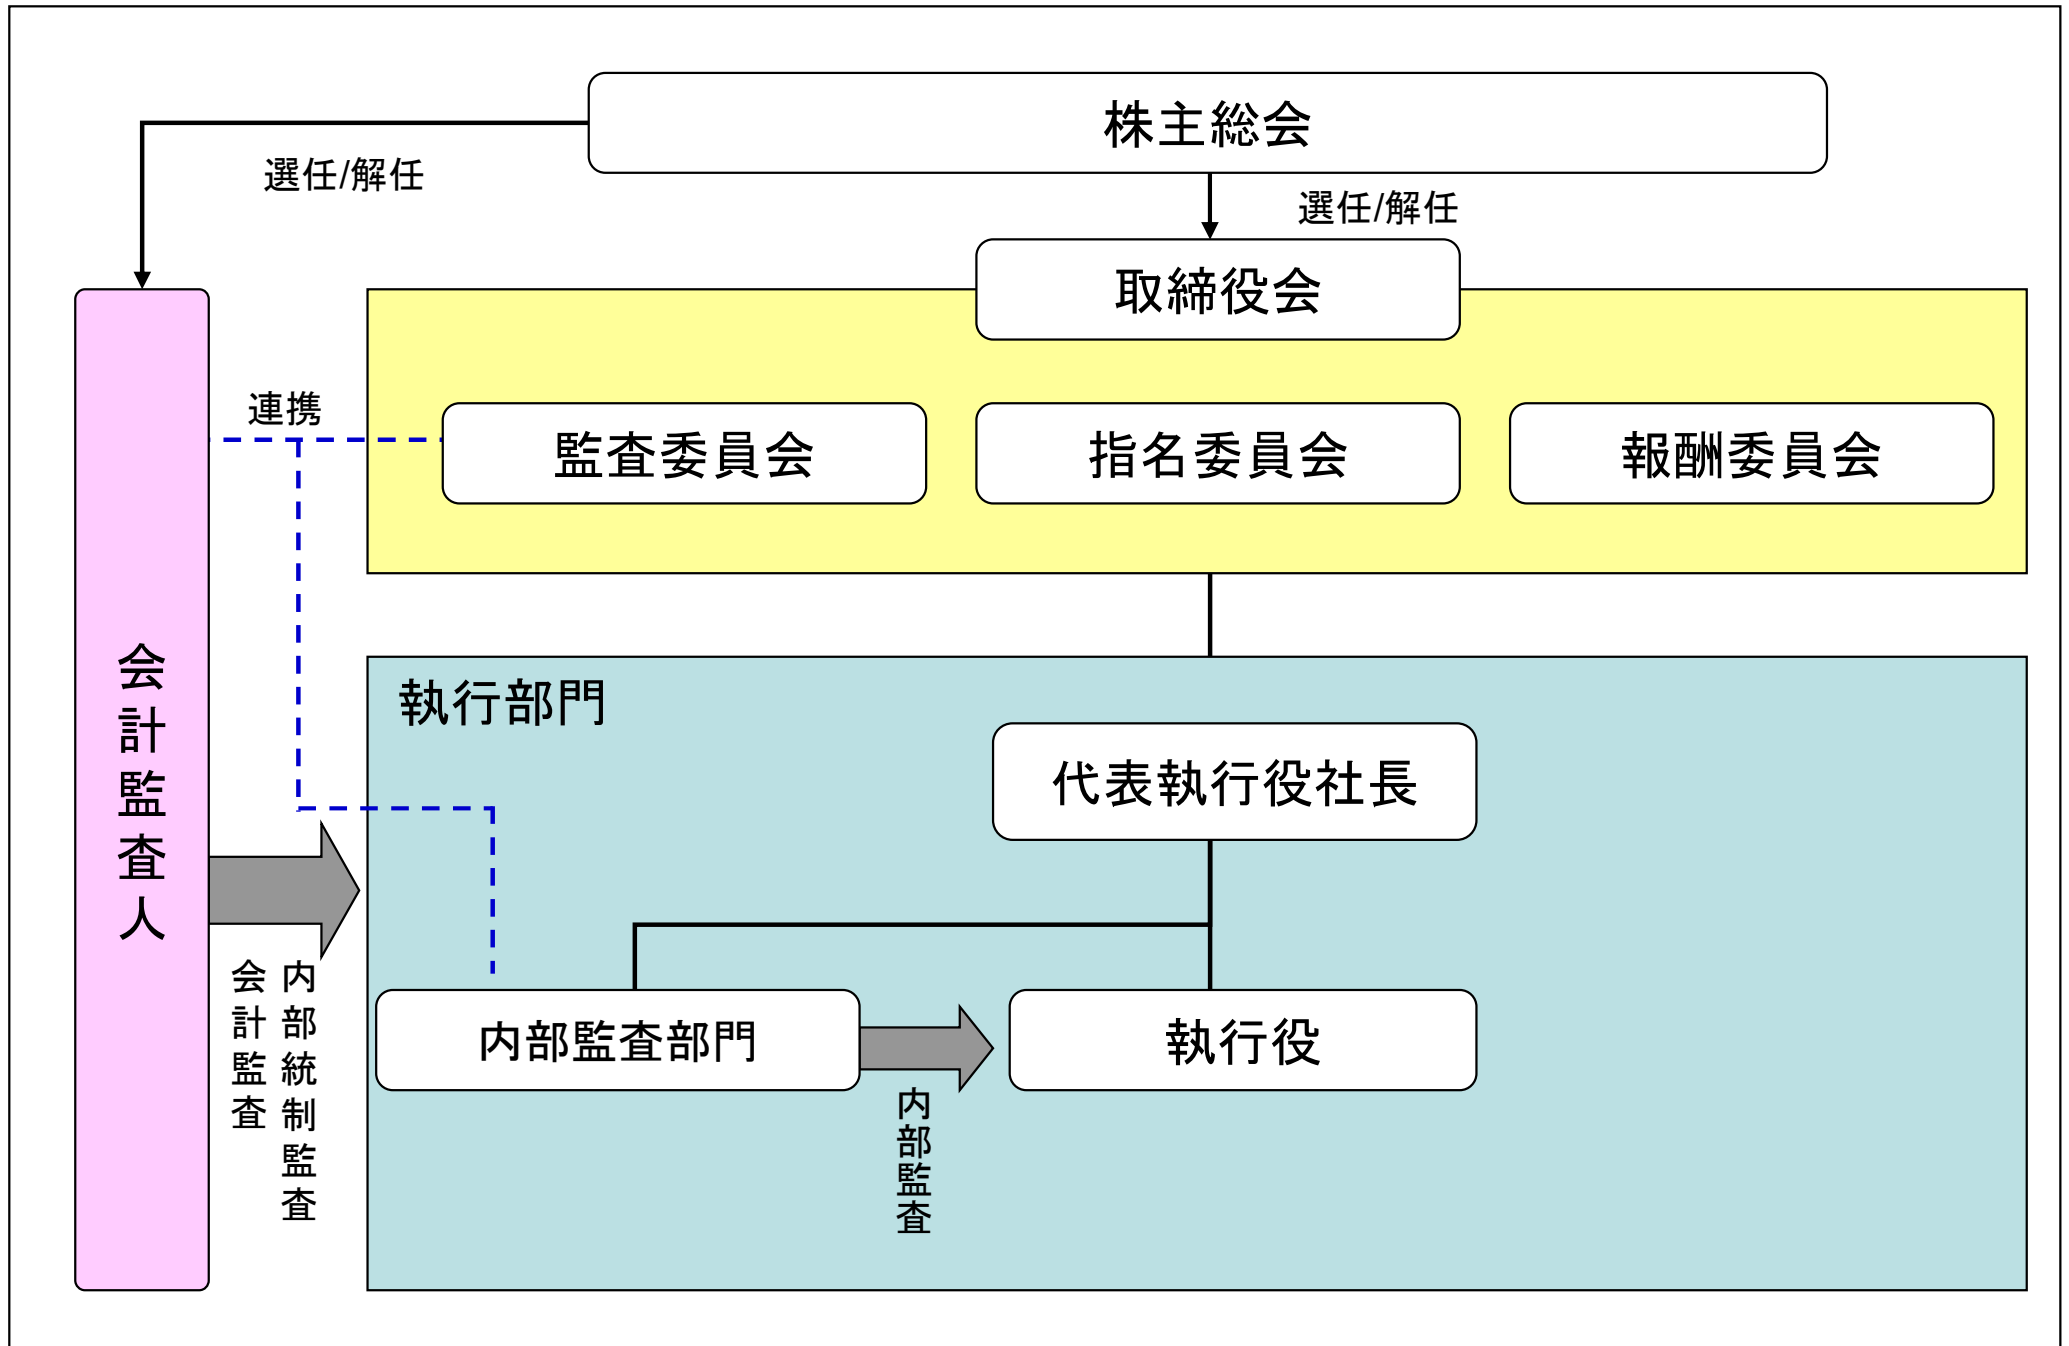 株主総会
選任/解任
選任/解任
取締役会
連携
監査委員会
指名委員会
報酬委員会
会計監査人
執行部門
代表執行役社長
内部統制監査
会計監査
内部監査部門
執行役
内部監査